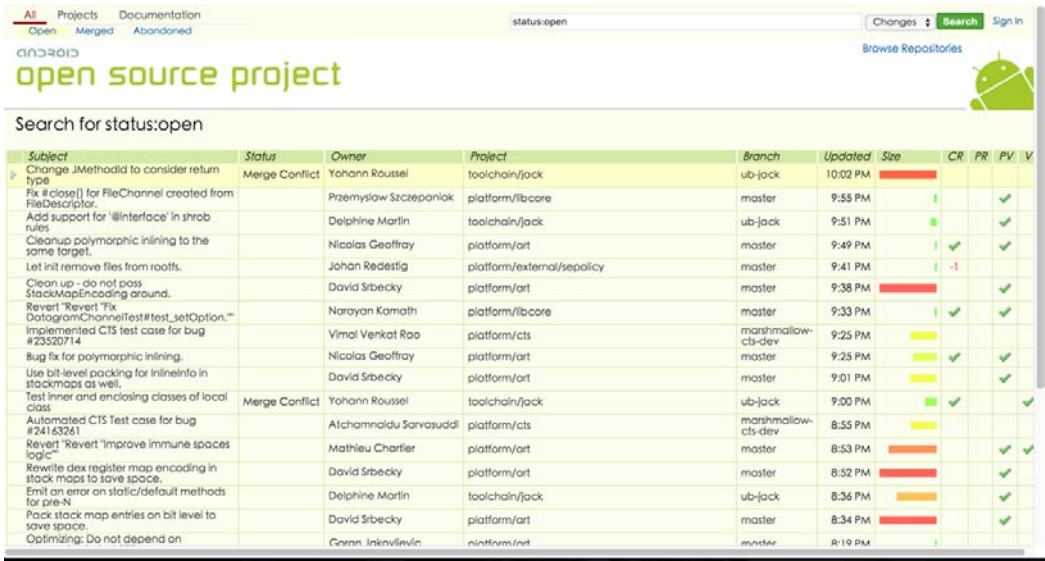 All Projects Documentation
status:open Changes Search Sign In
Open Merged Abandoned
Browse Repositories
android
open source project
Search for status:open
Subject Status Owner Project Branch Updated Size CR PR PV V
Change JMethodId to consider return
type
Merge Conflict Yohann Roussel toolchain/jack ub-jack 10:02 PM
Fix #close() for FileChannel created from
FileDescriptor.
Przemyslaw Szczepaniak platform/libcore master 9:55 PM
Add support for '@interface' in shrob
rules
Delphine Martin toolchain/jack ub-jack 9:51 PM
Cleanup polymorphic inlining to the
same target.
Nicolas Geoffray platform/art master 9:49 PM
Let init remove files from rootfs. Johan Redestig platform/external/sepolicy master 9:41 PM -1
Clean up - do not pass
StackMapEncoding around.
David Srbecky platform/art master 9:38 PM
Revert "Revert "Fix
DatagramChannelTest#test_setOption.""
Narayan Kamath platform/libcore master 9:33 PM
Implemented CTS test case for bug
#23520714
Vimal Venkat Rao platform/cts marshmallow-
cts-dev
9:25 PM
Bug fix for polymorphic inlining. Nicolas Geoffray platform/art master 9:25 PM
Use bit-level packing for InlineInfo in
stackmaps as well.
David Srbecky platform/art master 9:01 PM
Test inner and enclosing classes of local
class
Merge Conflict Yohann Roussel toolchain/jack ub-jack 9:00 PM
Automated CTS Test case for bug
#24163261
Atchamnaidu Sarvasuddi platform/cts marshmallow-
cts-dev
8:55 PM
Revert "Revert "Improve immune spaces
logic""
Mathieu Chartier platform/art master 8:53 PM
Rewrite dex register map encoding in
stack maps to save space.
David Srbecky platform/art master 8:52 PM
Emit an error on static/default methods
for pre-N
Delphine Martin toolchain/jack ub-jack 8:36 PM
Pack stack map entries on bit level to
save space.
David Srbecky platform/art master 8:34 PM
Optimizing: Do not depend on
Goran Jakovljevic platform/art master 8:19 PM